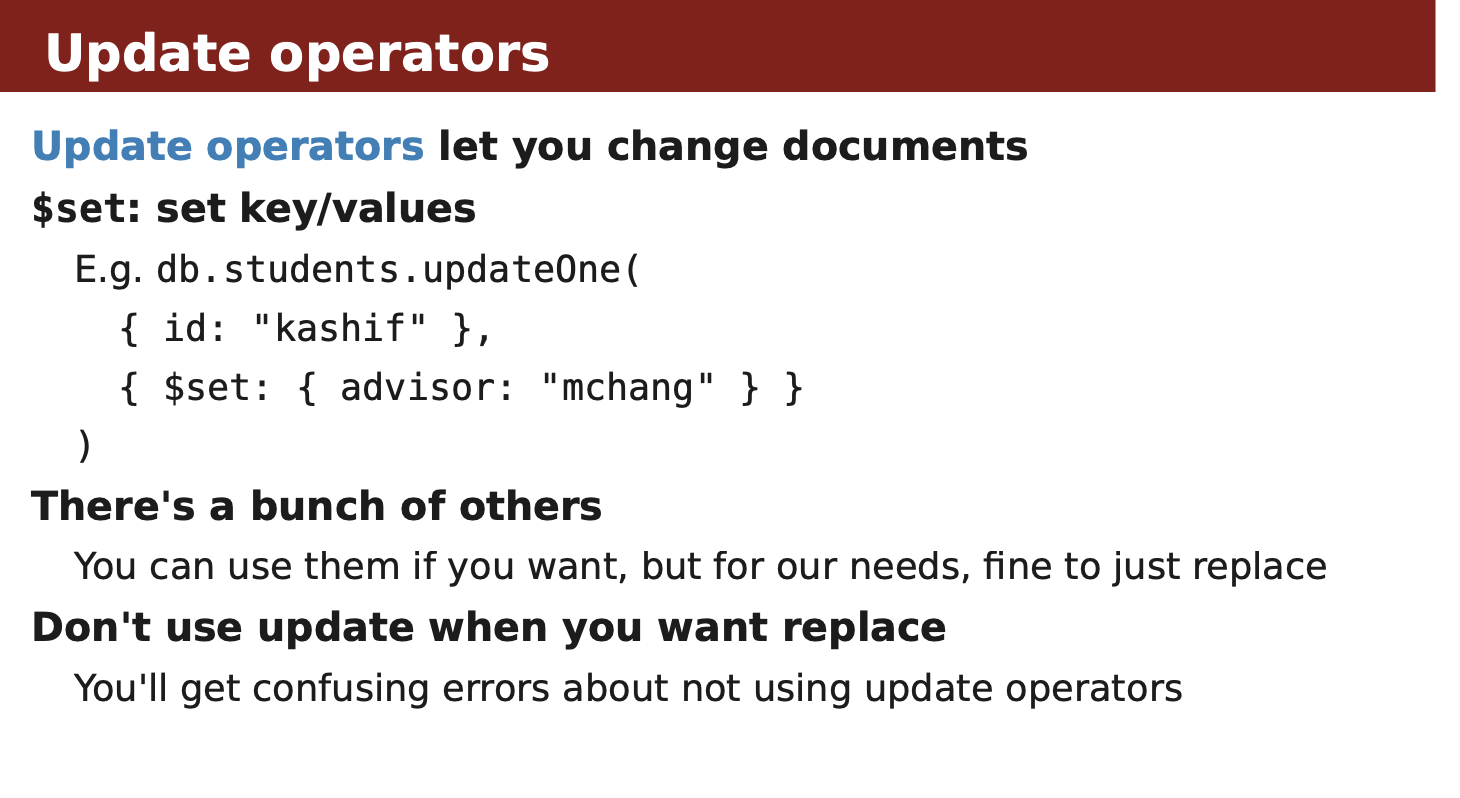 Update operators
Update operators let you change documents
$set: set key/values
E.g. db.students.updateOne(
{ id: "kashif" },
{ $set: { advisor: "mchang" } }
)
There's a bunch of others
You can use them if you want, but for our needs, fine to just replace
Don't use update when you want replace
You'll get confusing errors about not using update operators